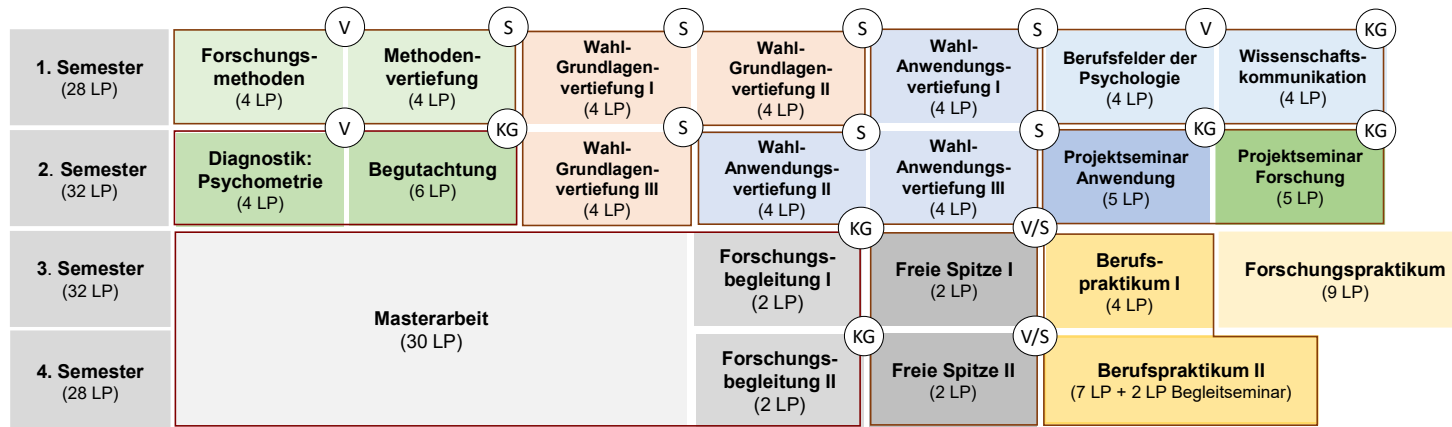 V
S
S
S
S
V
KG
1. Semester
(28 LP)
Forschungs-
methoden
(4 LP)
Methoden-
vertiefung
(4 LP)
Wahl-
Grundlagen-
vertiefung I
(4 LP)
Wahl-
Grundlagen-
vertiefung II
(4 LP)
Wahl-
Anwendungs-
vertiefung I
(4 LP)
Berufsfelder der
Psychologie
(4 LP)
Wissenschafts-
kommunikation
(4 LP)
V
KG
S
S
S
KG
KG
2. Semester
(32 LP)
Diagnostik:
Psychometrie
(4 LP)
Begutachtung
(6 LP)
Wahl-
Grundlagen-
vertiefung III
(4 LP)
Wahl-
Anwendungs-
vertiefung II
(4 LP)
Wahl-
Anwendungs-
vertiefung III
(4 LP)
Projektseminar
Anwendung
(5 LP)
Projektseminar
Forschung
(5 LP)
KG
V/S
3. Semester
(32 LP)
Masterarbeit
(30 LP)
Forschungs-
begleitung I
(2 LP)
Freie Spitze I
(2 LP)
Berufs-
praktikum I
(4 LP)
Forschungspraktikum
(9 LP)
KG
V/S
4. Semester
(28 LP)
Forschungs-
begleitung II
(2 LP)
Freie Spitze II
(2 LP)
Berufspraktikum II
(7 LP + 2 LP Begleitseminar)